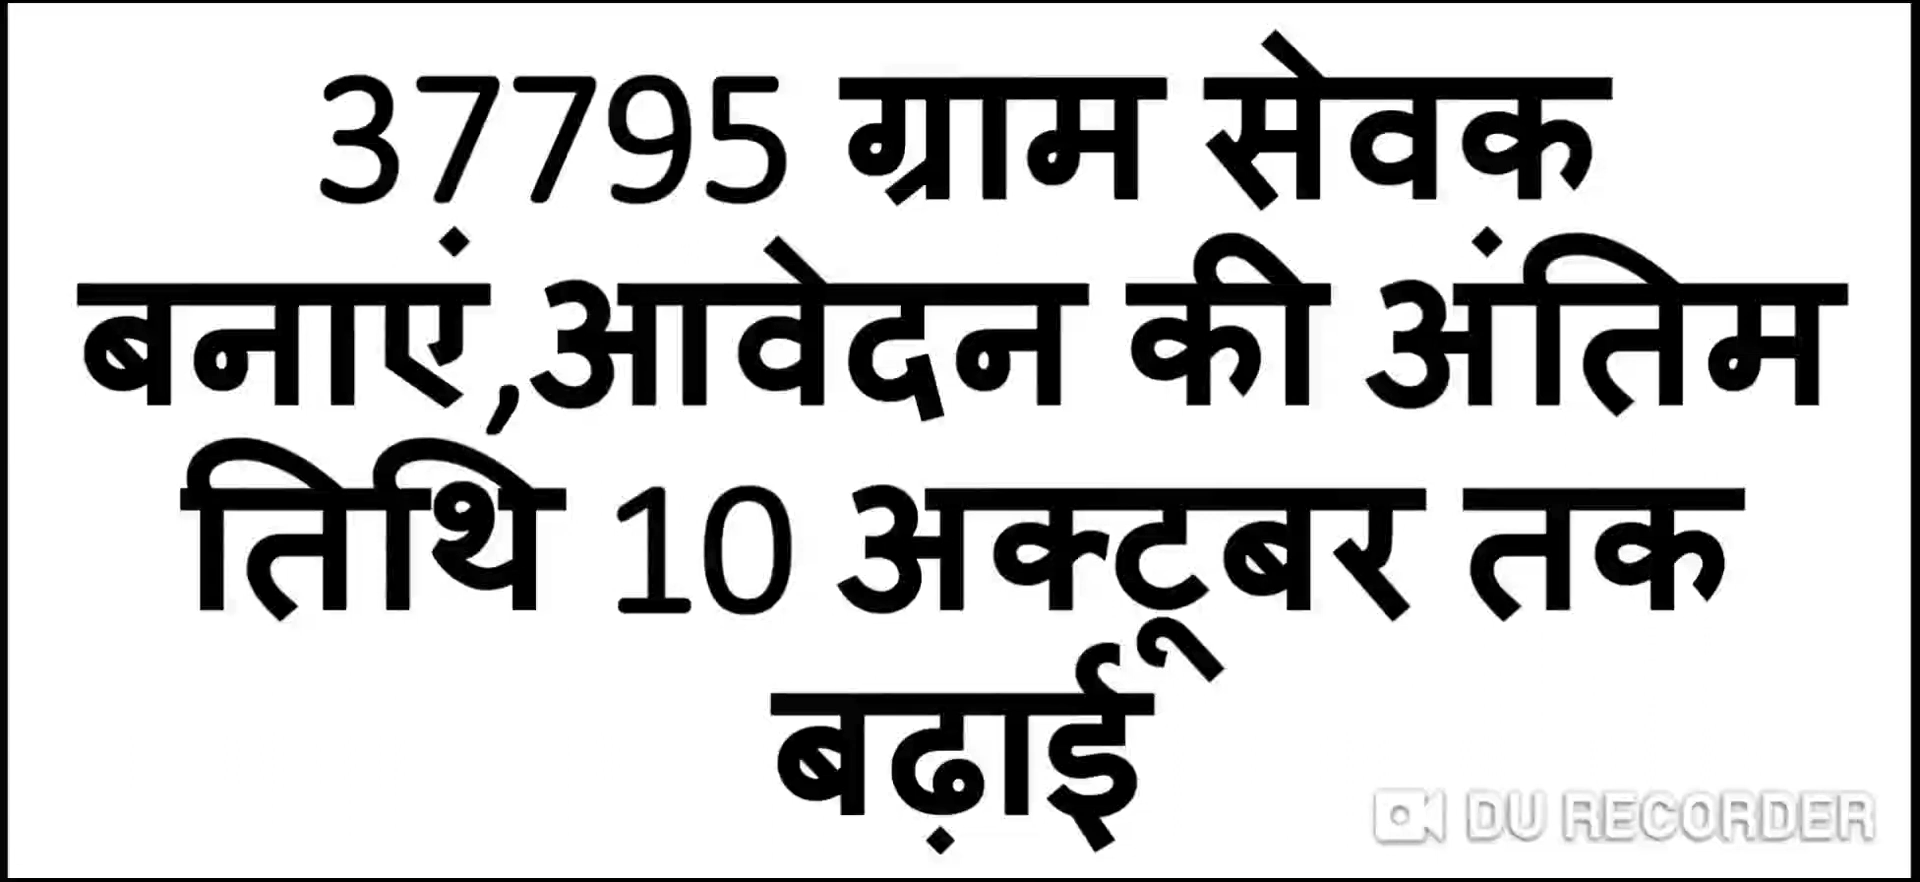 37795 ग्राम सेवक
बनाएं,आवेदन की अंतिम
तिथि 10 अक्टूबर तक
बढ़ाई
DU RECORDER